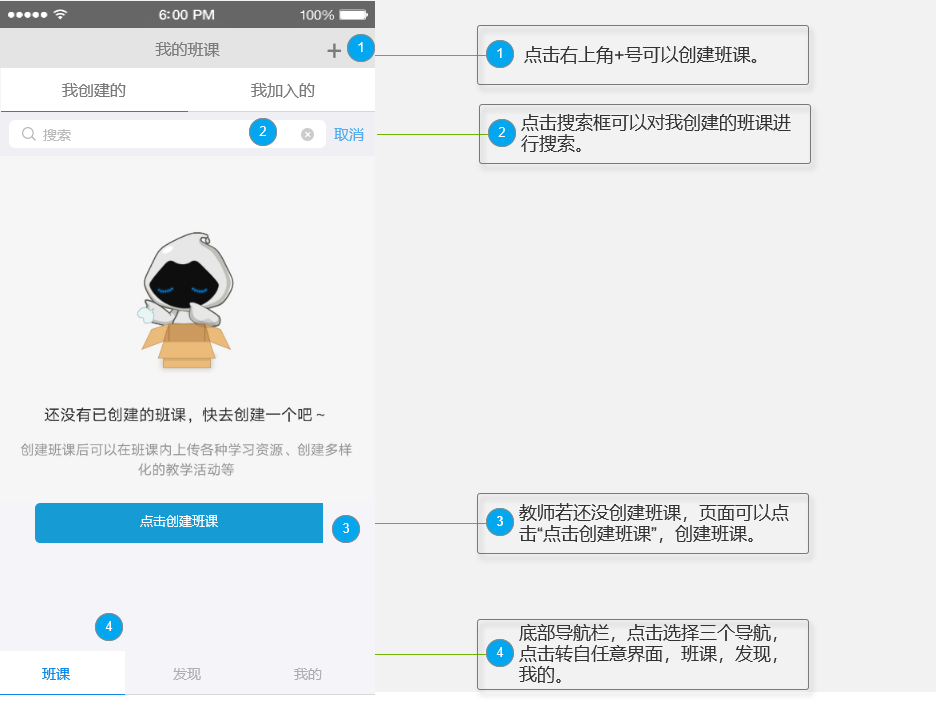 6:00 PM
100%
我的班课
+
1
我创建的
我加入的
搜索
2
取消
还没有已创建的班课，快去创建一个吧～
创建班课后可以在班课内上传各种学习资源、创建多样
化的教学活动等
点击创建班课
3
4
班课
发现
我的
1
点击右上角+号可以创建班课。
2
点击搜索框可以对我创建的班课进
行搜索。
3
教师若还没创建班课，页面可以点
击“点击创建班课”，创建班课。
4
底部导航栏，点击选择三个导航，
点击转自任意界面，班课，发现，
我的。